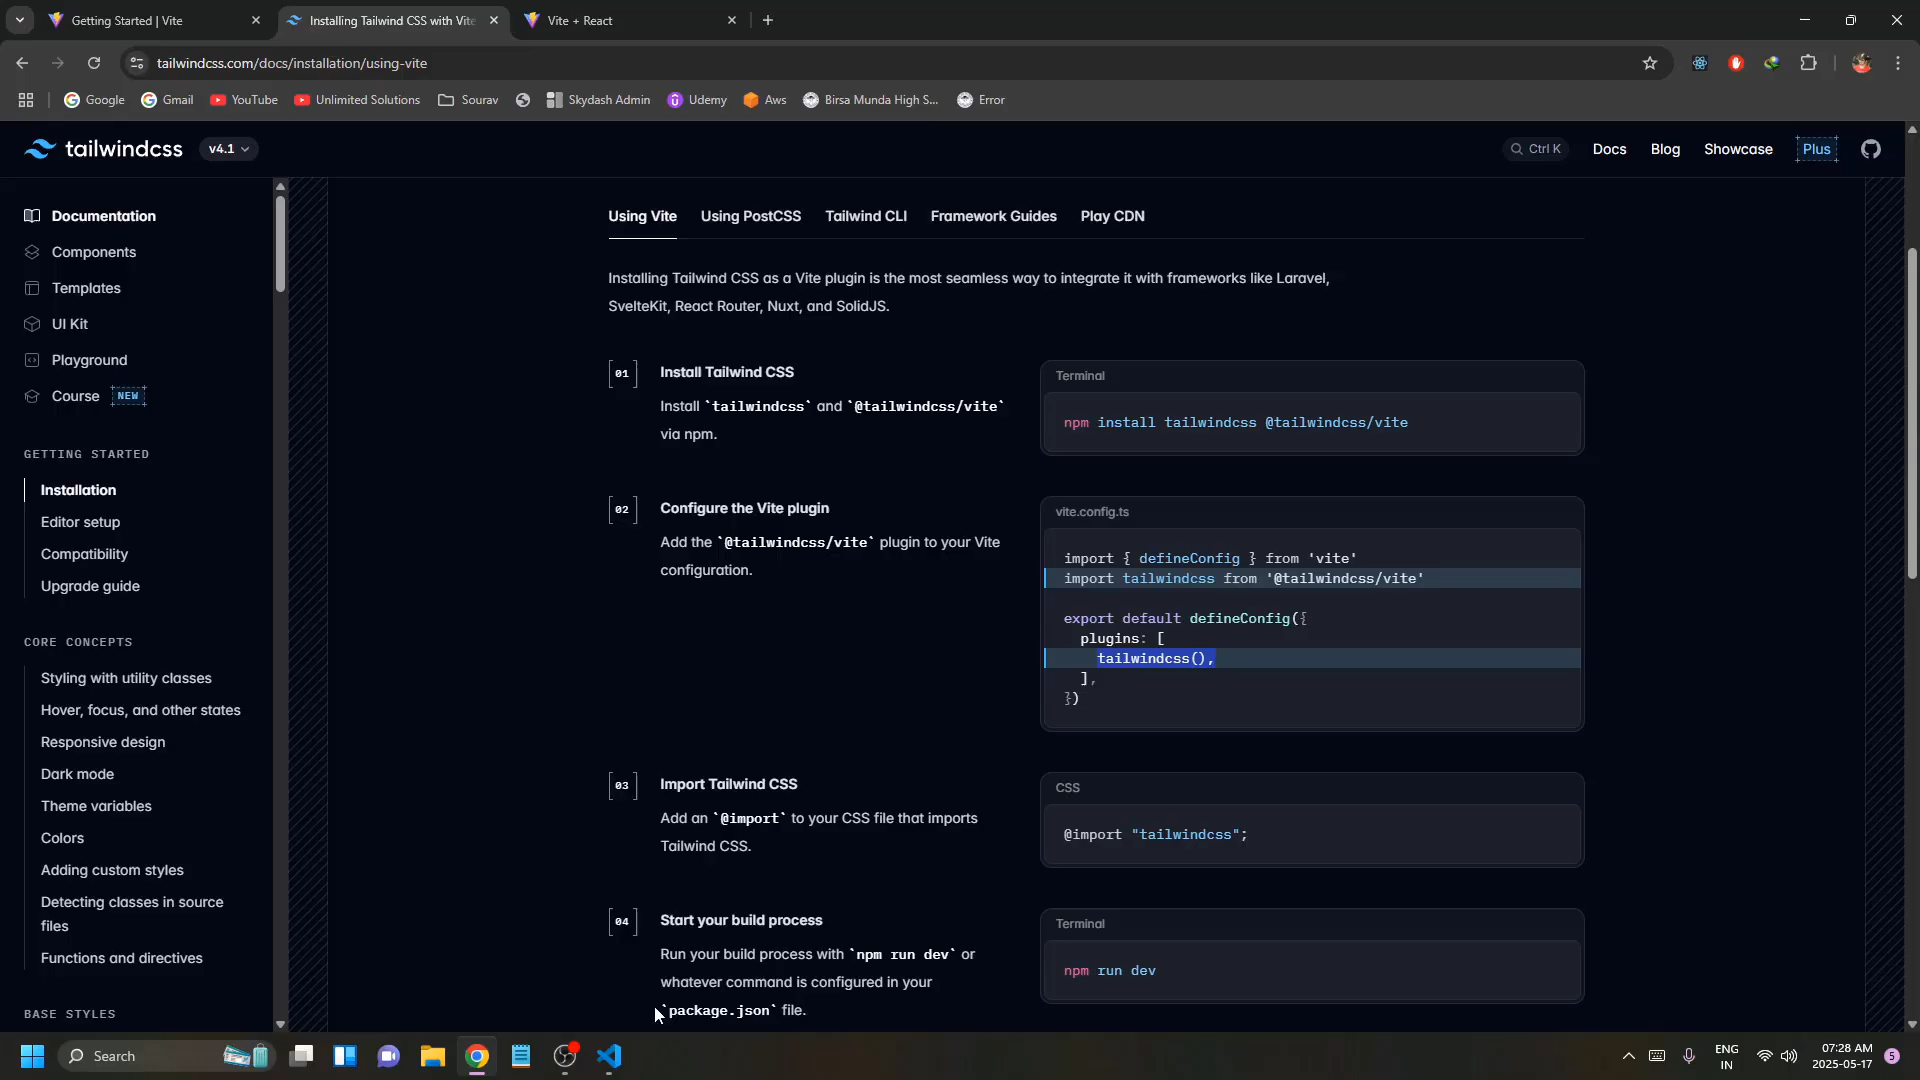 Getting Started | Vite
Installing Tailwind CSS with Vite
Vite + React
tailwindcss.com/docs/installation/using-vite
Google
Gmail
YouTube
Unlimited Solutions
Sourav
Skydash Admin
Udemy
Aws
Birsa Munda High S...
Error
tailwindcss
v4.1
Ctrl K
Docs
Blog
Showcase
Plus
Documentation
Components
Templates
UI Kit
Playground
Course NEW
GETTING STARTED
Installation
Editor setup
Compatibility
Upgrade guide
CORE CONCEPTS
Styling with utility classes
Hover, focus, and other states
Responsive design
Dark mode
Theme variables
Colors
Adding custom styles
Detecting classes in source
files
Functions and directives
BASE STYLES
Using Vite
Using PostCSS
Tailwind CLI
Framework Guides
Play CDN
Installing Tailwind CSS as a Vite plugin is the most seamless way to integrate it with frameworks like Laravel,
SvelteKit, React Router, Nuxt, and SolidJS.
01
Install Tailwind CSS
Install `tailwindcss` and `@tailwindcss/vite`
via npm.
Terminal
npm install tailwindcss @tailwindcss/vite
02
Configure the Vite plugin
Add the `@tailwindcss/vite` plugin to your Vite
configuration.
vite.config.ts
import { defineConfig } from 'vite'
import tailwindcss from '@tailwindcss/vite'
export default defineConfig({
plugins: [
tailwindcss(),
],
})
03
Import Tailwind CSS
Add an `@import` to your CSS file that imports
Tailwind CSS.
CSS
@import "tailwindcss";
04
Start your build process
Run your build process with `npm run dev` or
whatever command is configured in your
`package.json` file.
Terminal
npm run dev
Search
ENG
IN
07:28 AM
2025-05-17
5